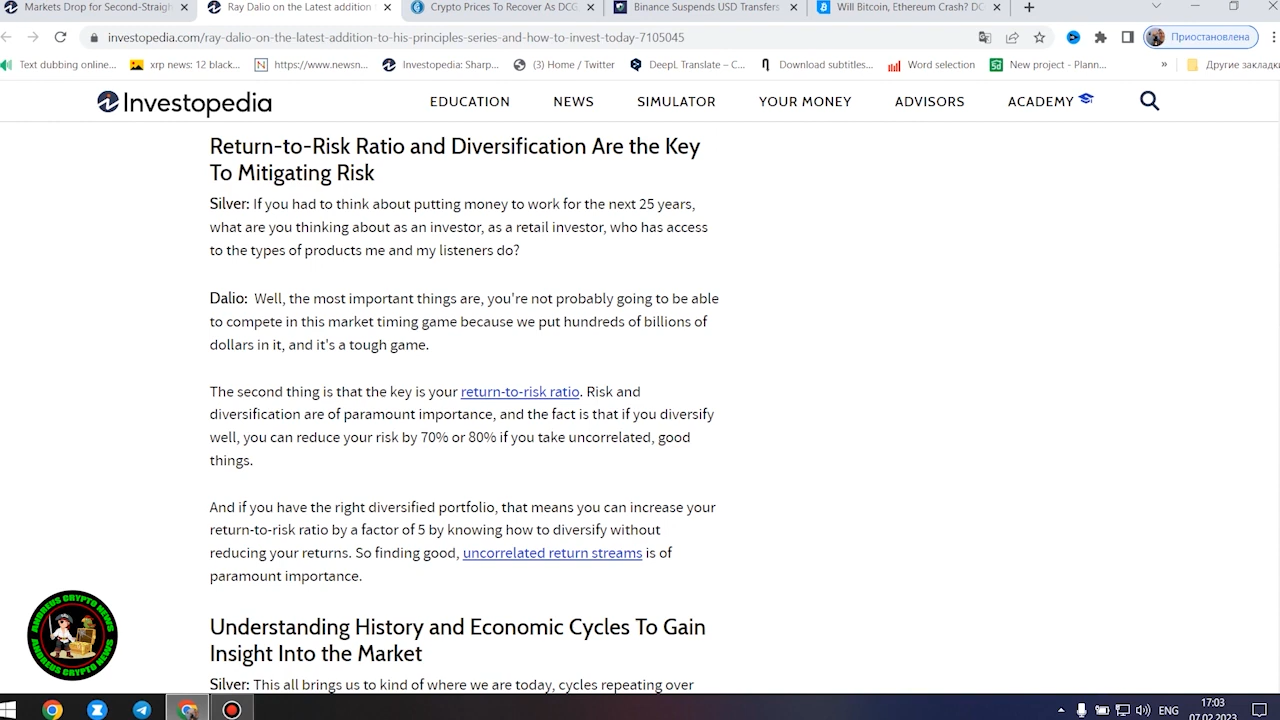 Markets Drop for Second-Straigh
Ray Dalio on the Latest addition
Crypto Prices To Recover As DCG
Binance Suspends USD Transfers
Will Bitcoin, Ethereum Crash? DC
investopedia.com/ray-dalio-on-the-latest-addition-to-his-principles-series-and-how-to-invest-today-7105045
Приостановлена
Text dubbing online...
xrp news: 12 black...
https://www.newsn...
Investopedia: Sharp...
(3) Home / Twitter
DeepL Translate – C...
Download subtitles...
Word selection
New project - Plann...
»
Другие закладки
Investopedia
EDUCATION
NEWS
SIMULATOR
YOUR MONEY
ADVISORS
ACADEMY
Return-to-Risk Ratio and Diversification Are the Key
To Mitigating Risk
Silver: If you had to think about putting money to work for the next 25 years,
what are you thinking about as an investor, as a retail investor, who has access
to the types of products me and my listeners do?
Dalio: Well, the most important things are, you're not probably going to be able
to compete in this market timing game because we put hundreds of billions of
dollars in it, and it's a tough game.
The second thing is that the key is your return-to-risk ratio. Risk and
diversification are of paramount importance, and the fact is that if you diversify
well, you can reduce your risk by 70% or 80% if you take uncorrelated, good
things.
And if you have the right diversified portfolio, that means you can increase your
return-to-risk ratio by a factor of 5 by knowing how to diversify without
reducing your returns. So finding good, uncorrelated return streams is of
paramount importance.
Understanding History and Economic Cycles To Gain
Insight Into the Market
Silver: This all brings us to kind of where we are today, cycles repeating over
ANDREUS CRYPTO NEWS
ANDREUS CRYPTO NEWS
ENG
17:03
07.02.2023